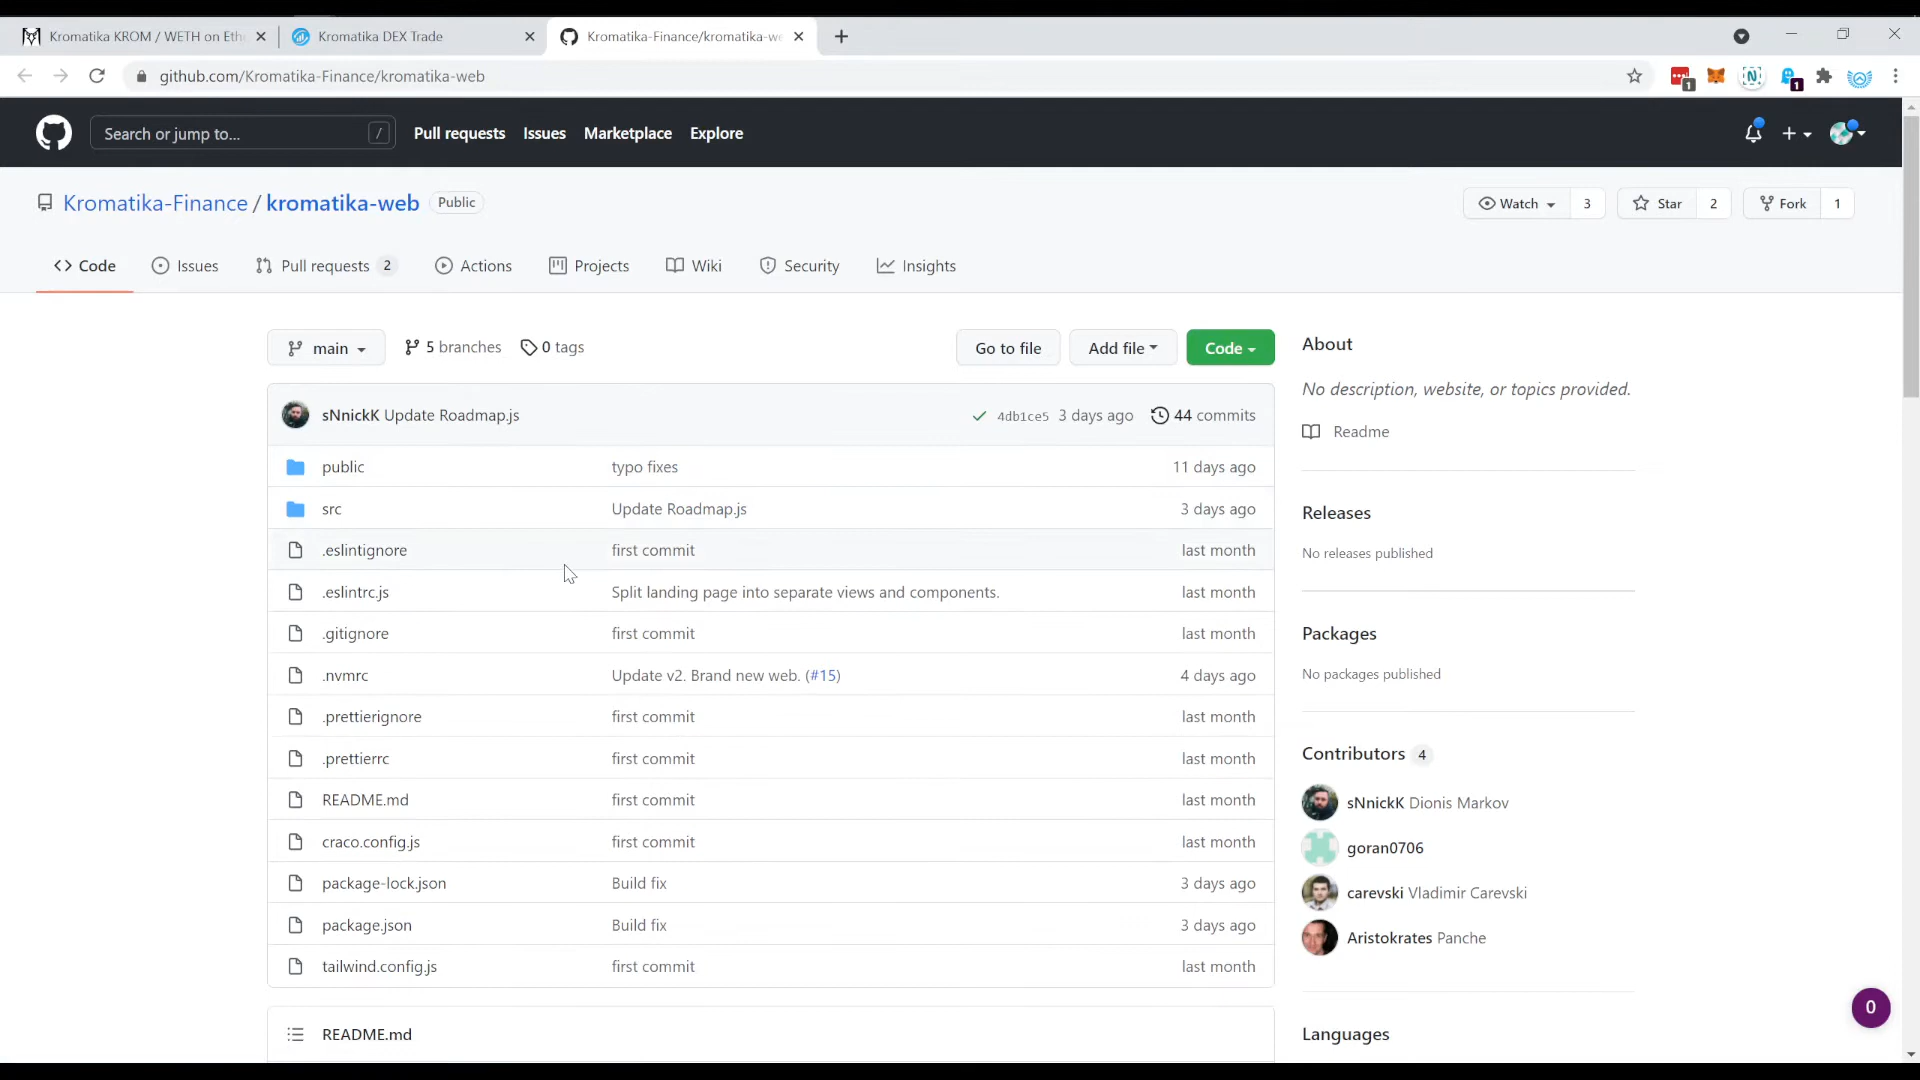 Kromatika KROM / WETH on Eth
Kromatika DEX Trade
Kromatika-Finance/kromatika-we
github.com/Kromatika-Finance/kromatika-web
1
N
1
Search or jump to...
/
Pull requests
Issues
Marketplace
Explore
Kromatika-Finance / kromatika-web
Public
Watch
3
Star
2
Fork
1
Code
Issues
Pull requests
2
Actions
Projects
Wiki
Security
Insights
main
5 branches
0 tags
Go to file
Add file
Code
sNnickK Update Roadmap.js
4db1ce5 3 days ago
44 commits
public typo fixes 11 days ago
src Update Roadmap.js 3 days ago
.eslintignore first commit last month
.eslintrc.js Split landing page into separate views and components. last month
.gitignore first commit last month
.nvmrc Update v2. Brand new web. (#15) 4 days ago
.prettierignore first commit last month
.prettierrc first commit last month
README.md first commit last month
craco.config.js first commit last month
package-lock.json Build fix 3 days ago
package.json Build fix 3 days ago
tailwind.config.js first commit last month
README.md
About
No description, website, or topics provided.
Readme
Releases
No releases published
Packages
No packages published
Contributors 4
sNnickK Dionis Markov
goran0706
carevski Vladimir Carevski
Aristokrates Panche
Languages
0